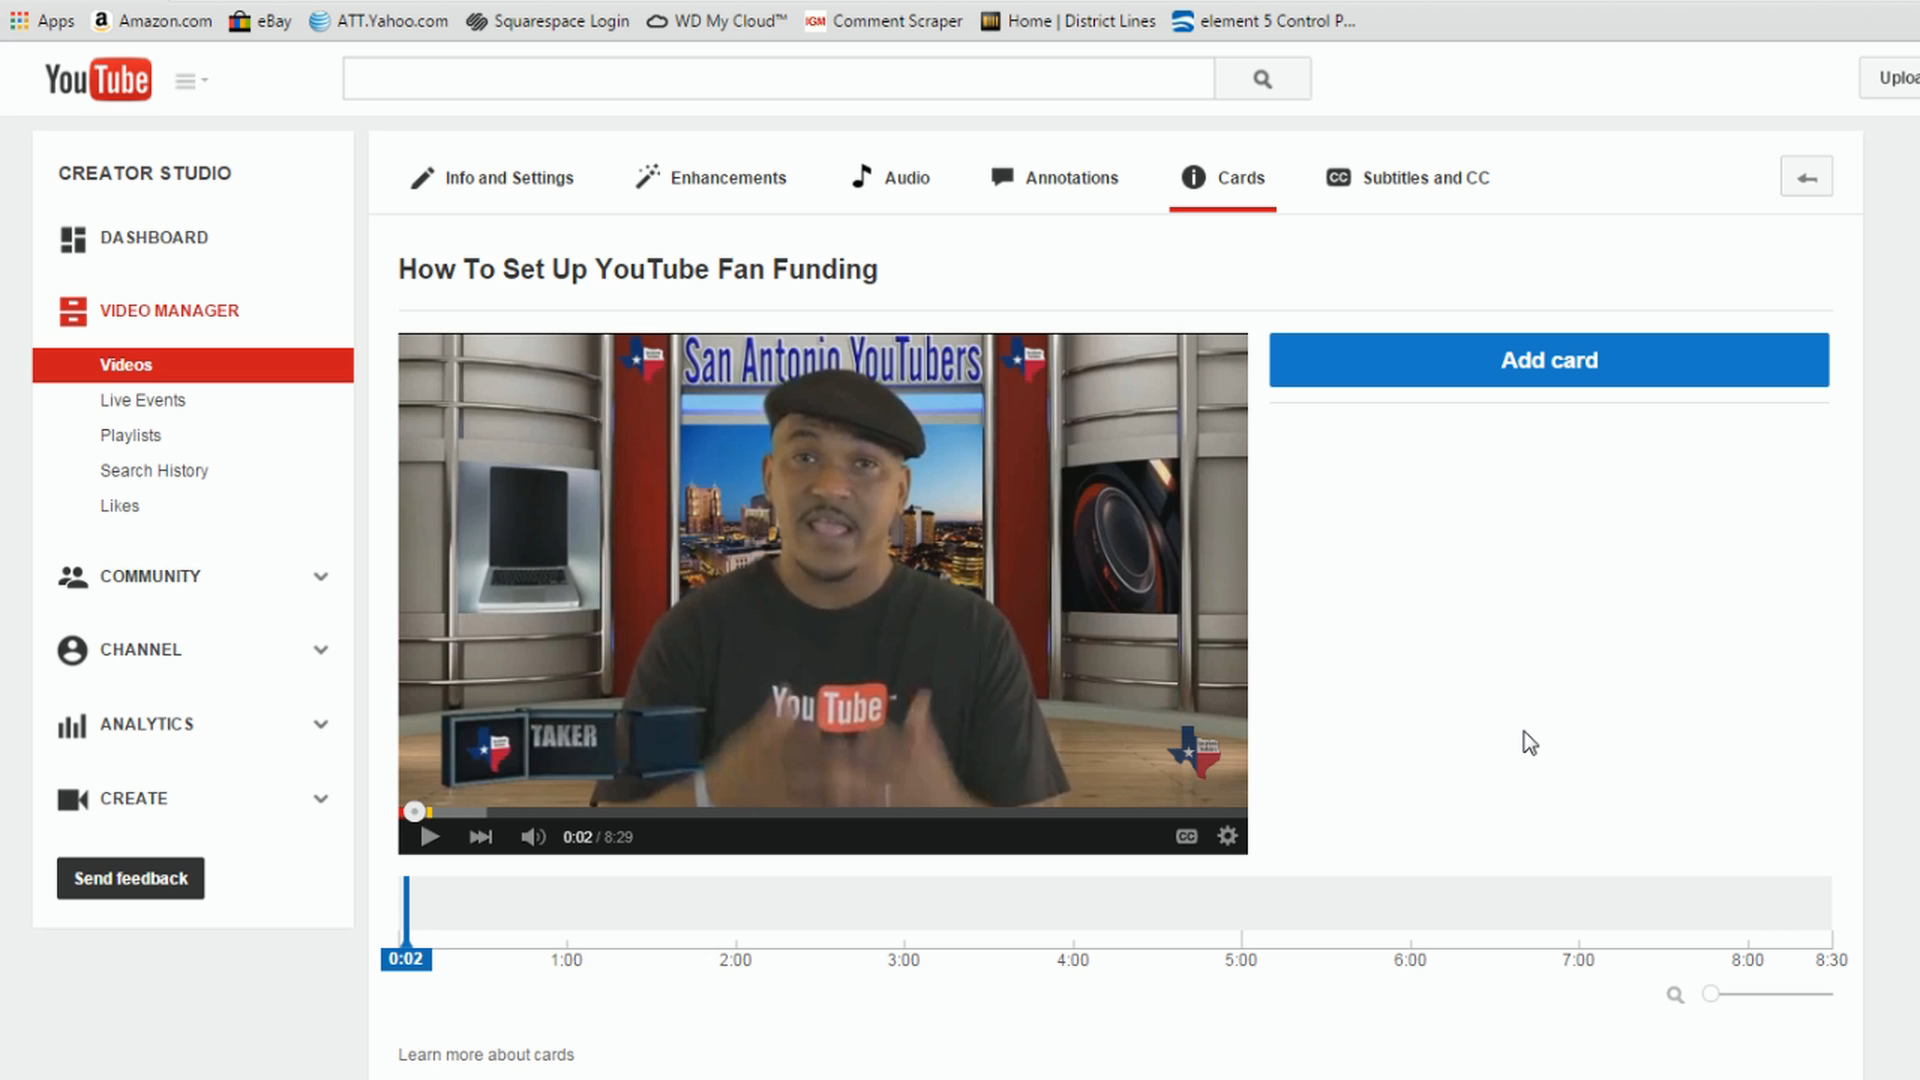 Apps Amazon.com eBay ATT.Yahoo.com Squarespace Login WD My Cloud™ IGM Comment Scraper Home | District Lines element 5 Control P...
YouTube
Uploa
CREATOR STUDIO
DASHBOARD
VIDEO MANAGER
Videos
Live Events
Playlists
Search History
Likes
COMMUNITY
CHANNEL
ANALYTICS
CREATE
Send feedback
Info and Settings Enhancements Audio Annotations Cards CC Subtitles and CC
How To Set Up YouTube Fan Funding
San Antonio YouTubers
YouTube
TAKER
0:02 / 8:29 CC
Add card
0:02 1:00 2:00 3:00 4:00 5:00 6:00 7:00 8:00 8:30
Learn more about cards